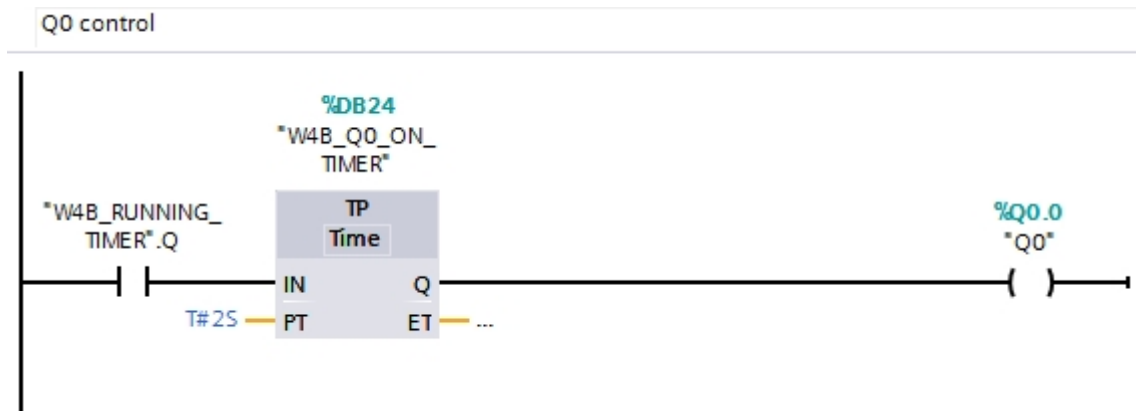 Q0 control
%DB24
"W4B_Q0_ON_
TIMER"
"W4B_RUNNING_
TIMER".Q
TP
Time
%Q0.0
"Q0"
IN
Q
T#2S
PT
ET
...